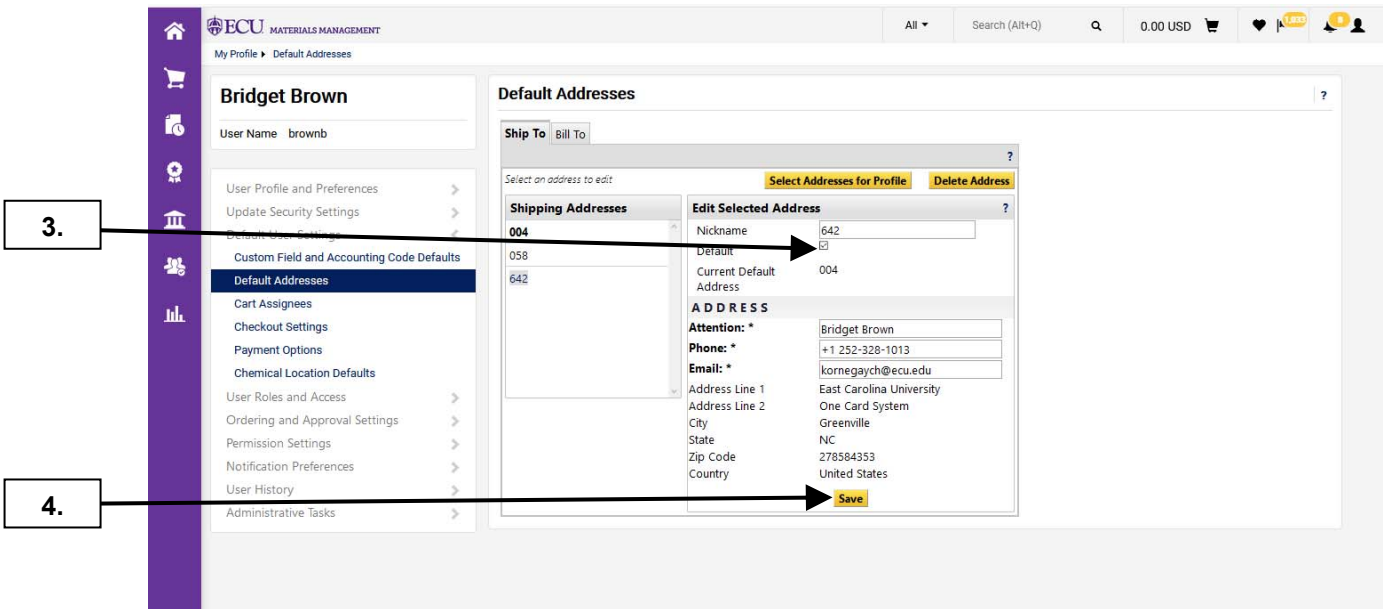 ECU MATERIALS MANAGEMENT
All
Search (Alt+Q)
0.00 USD
My Profile Default Addresses
Bridget Brown
User Name brownb
User Profile and Preferences
Update Security Settings
Default User Settings
Custom Field and Accounting Code Defaults
Default Addresses
Cart Assignees
Checkout Settings
Payment Options
Chemical Location Defaults
User Roles and Access
Ordering and Approval Settings
Permission Settings
Notification Preferences
User History
Administrative Tasks
3.
4.
Default Addresses
?
Ship To Bill To
?
Select an address to edit
Select Addresses for Profile
Delete Address
Shipping Addresses
004
058
642
Edit Selected Address ?
Nickname 642
Default
Current Default 004
Address
ADDRESS
Attention: * Bridget Brown
Phone: * +1 252-328-1013
Email: * kornegaych@ecu.edu
Address Line 1 East Carolina University
Address Line 2 One Card System
City Greenville
State NC
Zip Code 278584353
Country United States
Save